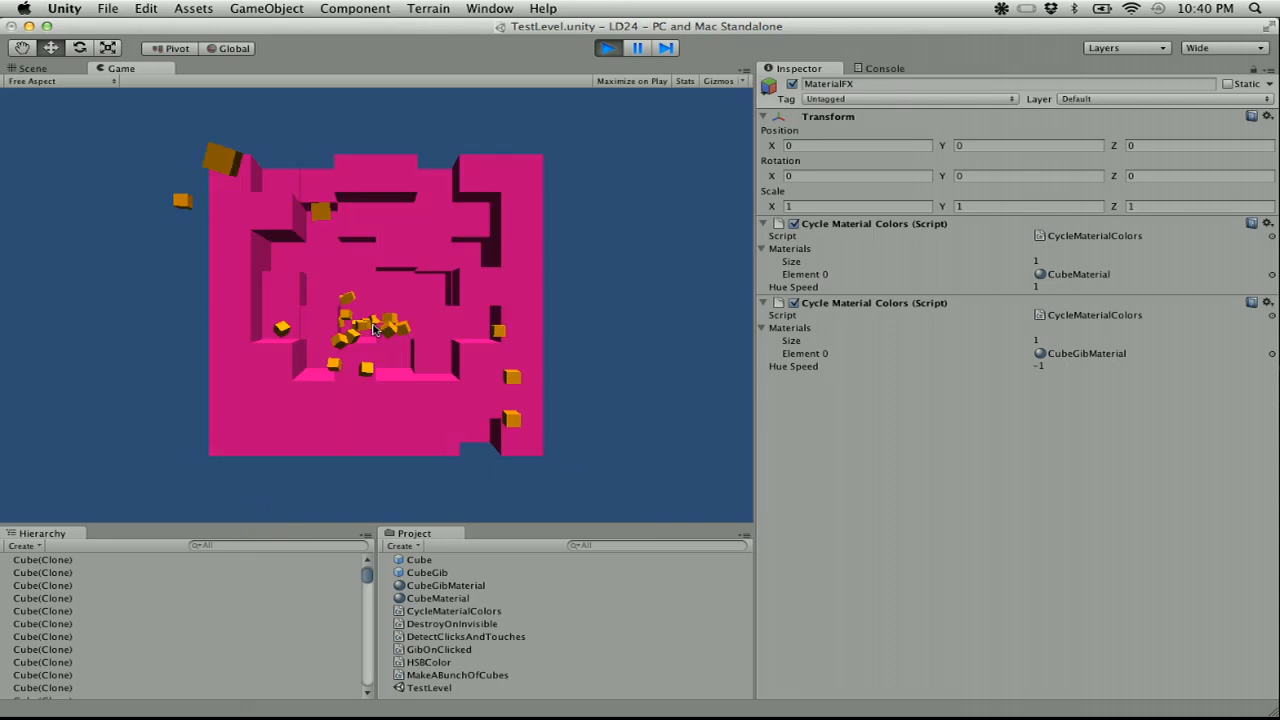 Unity File Edit Assets GameObject Component Terrain Window Help 10:40 PM
TestLevel.unity - LD24 - PC and Mac Standalone
Pivot Global Layers Wide
Scene Game Inspector Console
Free Aspect Maximize on Play Stats Gizmos
MaterialFX Static
Tag Untagged Layer Default
Transform
Position
X 0 Y 0 Z 0
Rotation
X 0 Y 0 Z 0
Scale
X 1 Y 1 Z 1
Cycle Material Colors (Script)
Script CycleMaterialColors
Materials
Size 1
Element 0 CubeMaterial
Hue Speed 1
Cycle Material Colors (Script)
Script CycleMaterialColors
Materials
Size 1
Element 0 CubeGibMaterial
Hue Speed -1
Hierarchy
Create All
Cube(Clone)
Cube(Clone)
Cube(Clone)
Cube(Clone)
Cube(Clone)
Cube(Clone)
Cube(Clone)
Cube(Clone)
Cube(Clone)
Cube(Clone)
Cube(Clone)
Project
Create All
Cube
CubeGib
CubeGibMaterial
CubeMaterial
CycleMaterialColors
DestroyOnInvisible
DetectClicksAndTouches
GibOnClicked
HSBColor
MakeABunchOfCubes
TestLevel